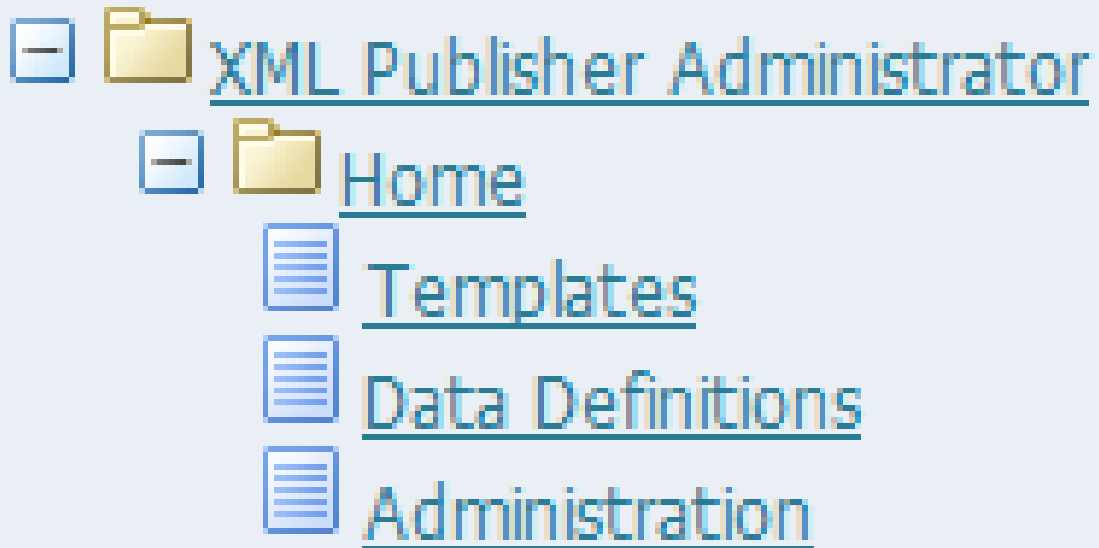 XML Publisher Administrator
Home
Templates
Data Definitions
Administration